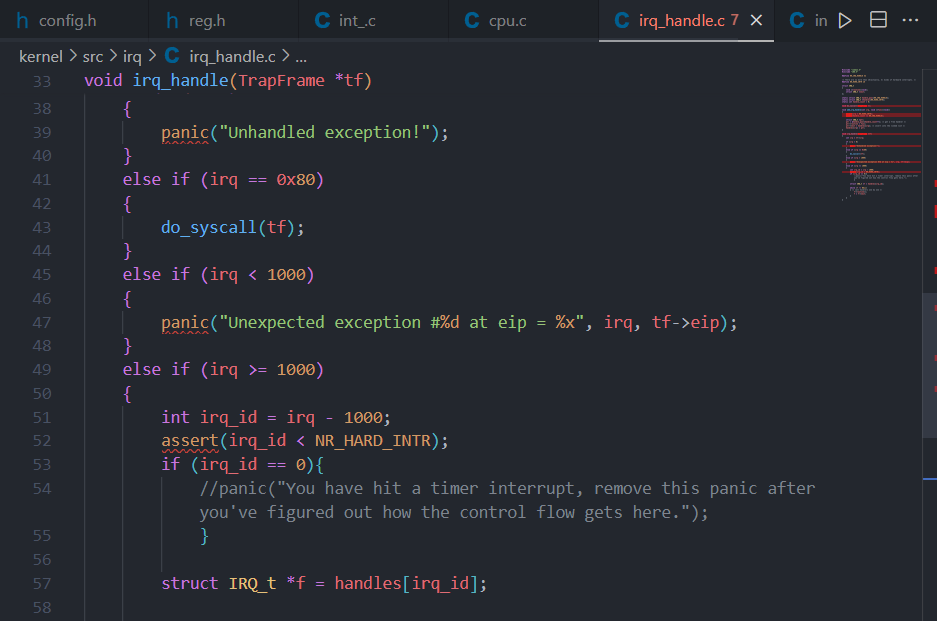 h config.h h reg.h C int_.c C cpu.c C irq_handle.c 7 C in
kernel > src > irq > C irq_handle.c > ...
33 void irq_handle(TrapFrame *tf)
38 {
39 panic("Unhandled exception!");
40 }
41 else if (irq == 0x80)
42 {
43 do_syscall(tf);
44 }
45 else if (irq < 1000)
46 {
47 panic("Unexpected exception #%d at eip = %x", irq, tf->eip);
48 }
49 else if (irq >= 1000)
50 {
51 int irq_id = irq - 1000;
52 assert(irq_id < NR_HARD_INTR);
53 if (irq_id == 0){
54 //panic("You have hit a timer interrupt, remove this panic after
you've figured out how the control flow gets here.");
55 }
56
57 struct IRQ_t *f = handles[irq_id];
58